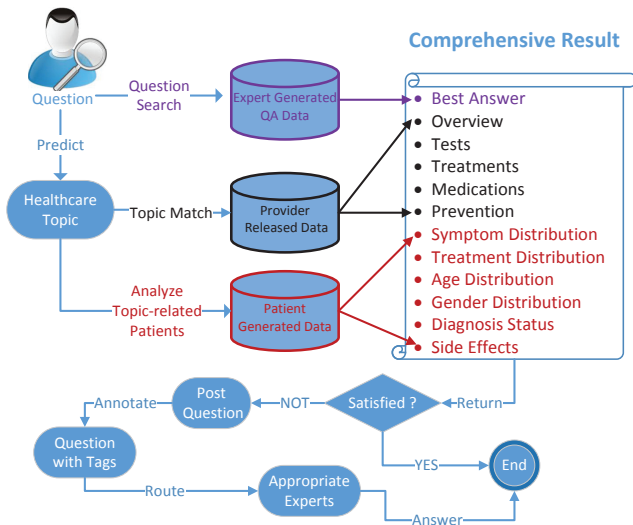 Comprehensive Result
Question
Question
Search
Expert Generated
QA Data
Predict
Healthcare
Topic
Topic Match
Provider
Released Data
Analyze
Topic-related
Patients
Patient
Generated Data
• Best Answer
• Overview
• Tests
• Treatments
• Medications
• Prevention
• Symptom Distribution
• Treatment Distribution
• Age Distribution
• Gender Distribution
• Diagnosis Status
• Side Effects
Return
Satisfied ?
NOT
Post
Question
Annotate
Question
with Tags
YES
End
Route
Appropriate
Experts
Answer